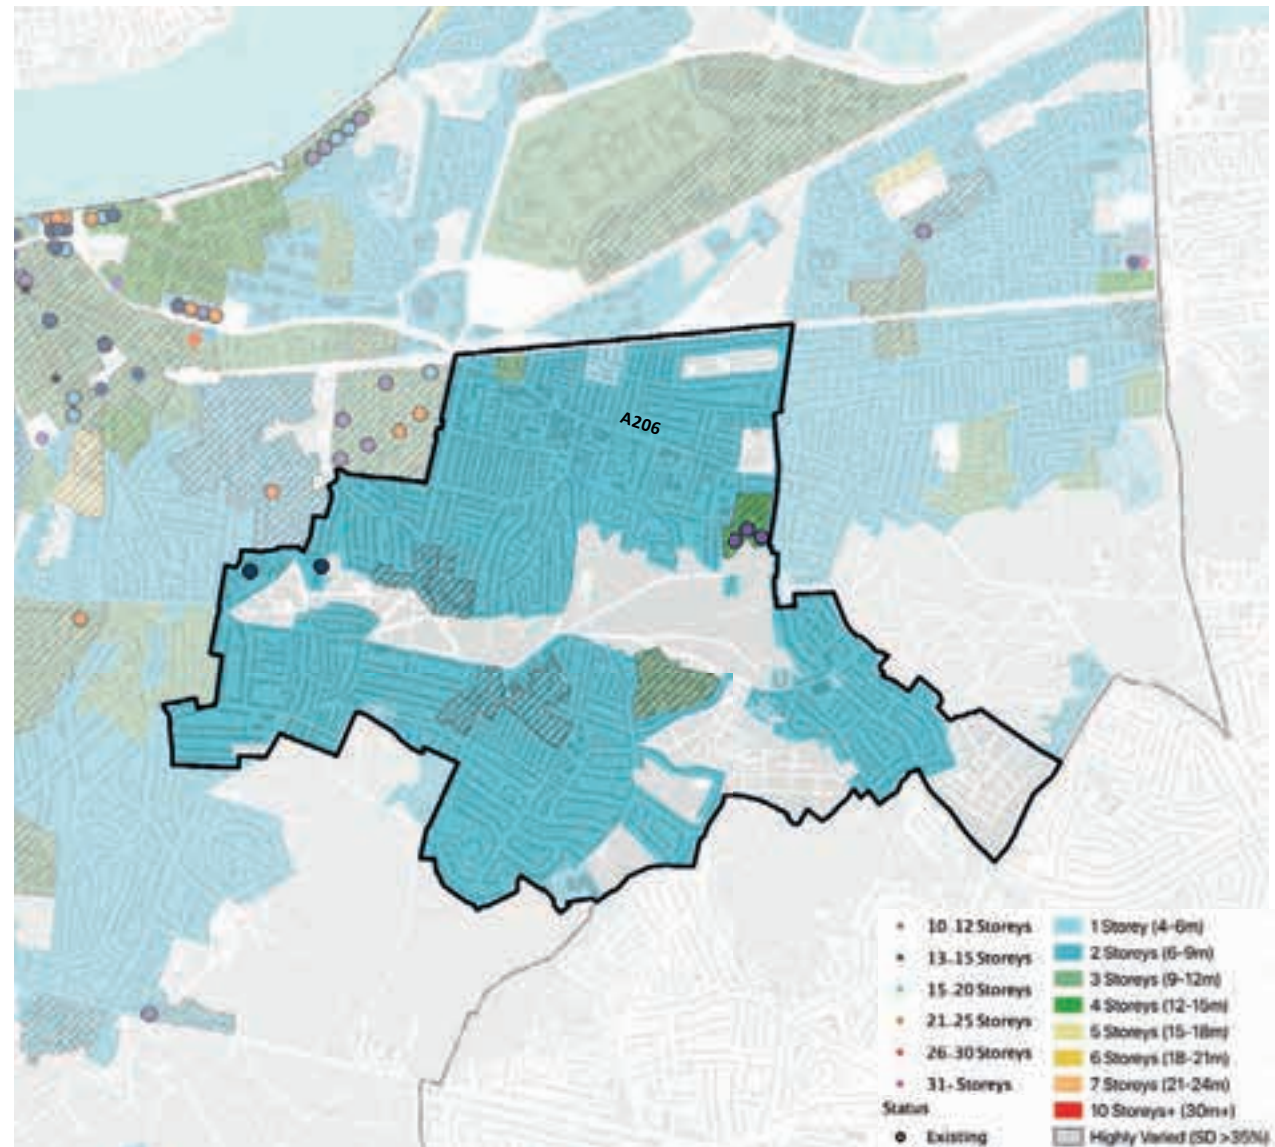 A206
10..12 Storeys
13..15 Storeys
15..20 Storeys
21..25 Storeys
26..30 Storeys
31- Storeys
Status
Existing
1 Storey (4-6m)
2 Storeys (6-9m)
3 Storeys (9-12m)
4 Storeys (12-15m)
5 Storeys (15-18m)
6 Storeys (18-21m)
7 Storeys (21-24m)
10 Storeys+ (30m+)
Highly Varied (SD >35%)